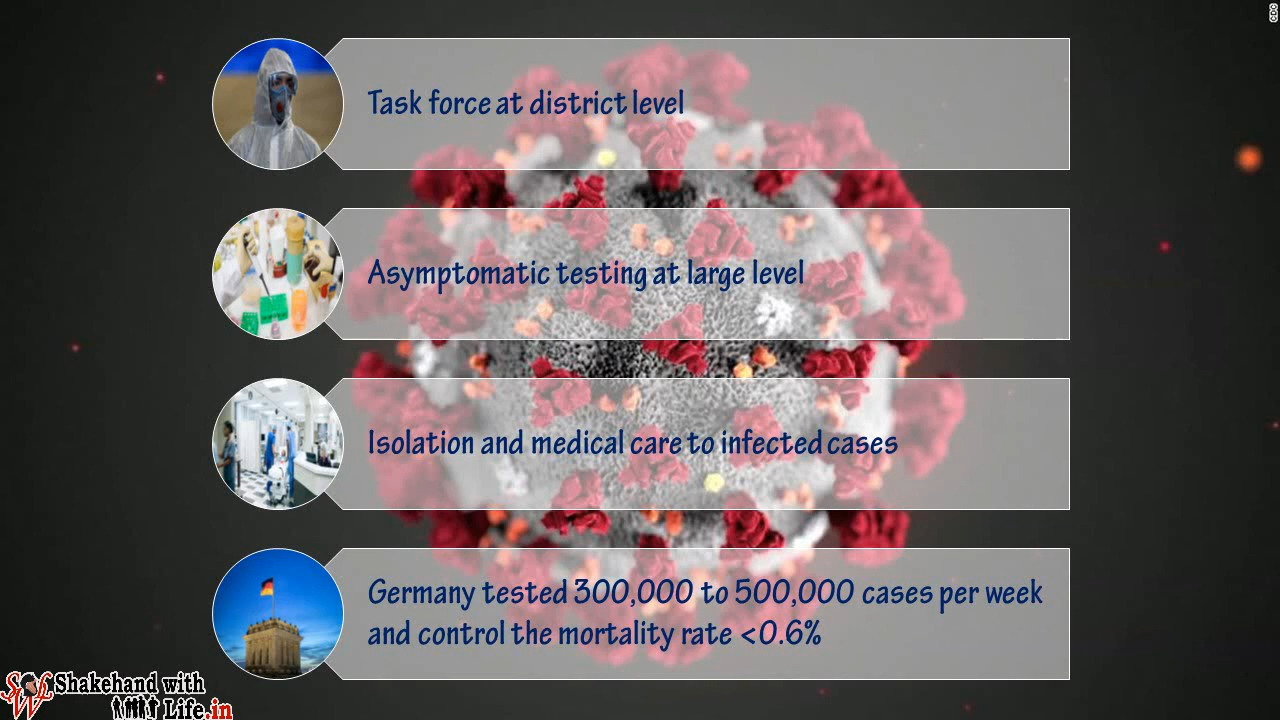 CDC
Task force at district level
Asymptomatic testing at large level
Isolation and medical care to infected cases
Germany tested 300,000 to 500,000 cases per week
and control the mortality rate <0.6%
Shakehand with
Life.in